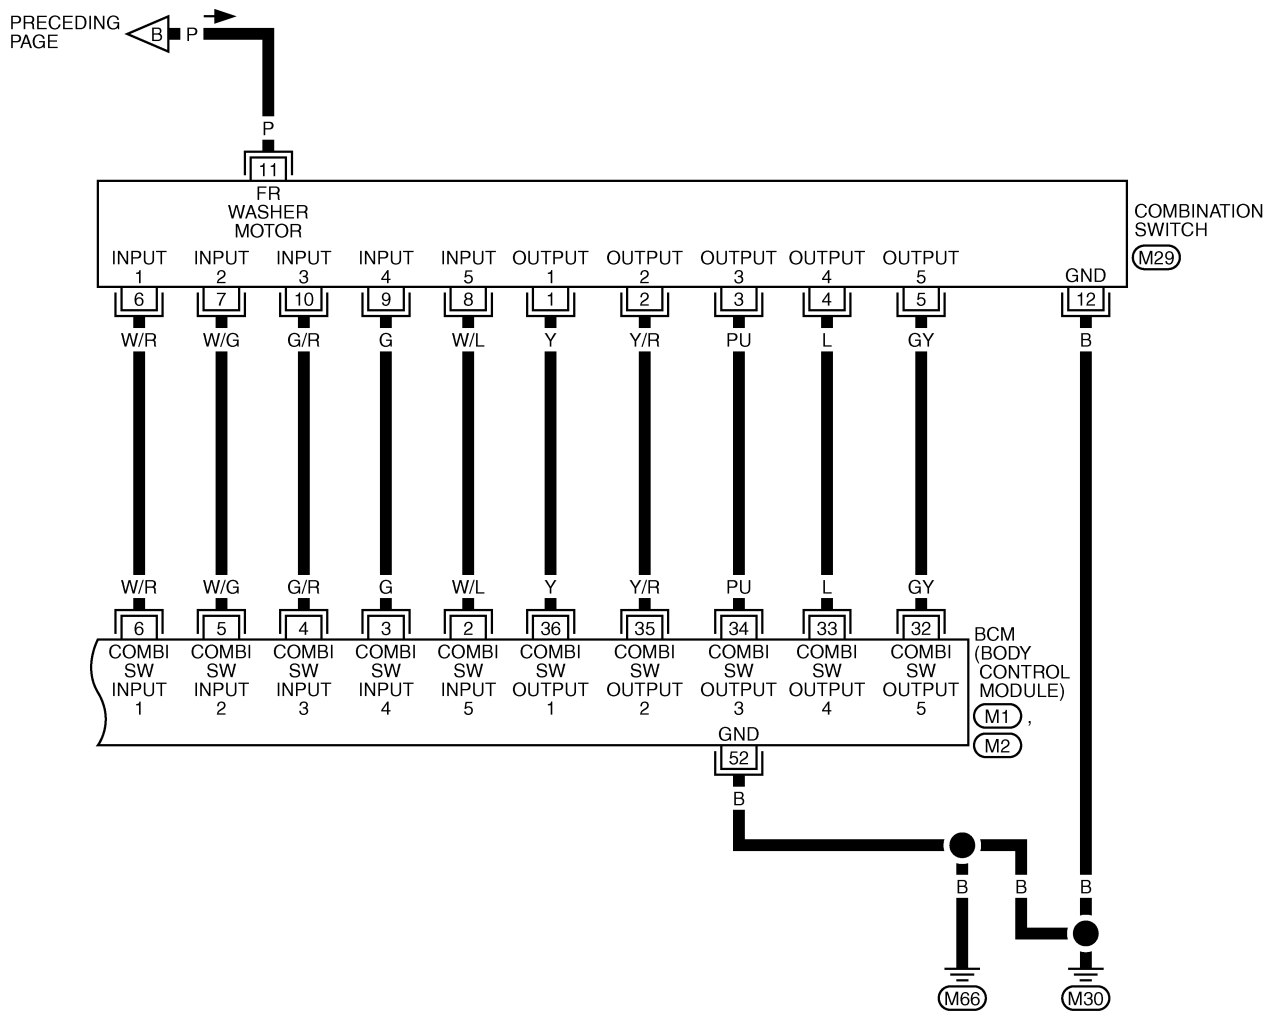 PRECEDING
PAGE
B P
P
11
FR
WASHER
MOTOR
COMBINATION
SWITCH
M29
INPUT INPUT INPUT INPUT INPUT OUTPUT OUTPUT OUTPUT OUTPUT OUTPUT
1 2 3 4 5 1 2 3 4 5 GND
6 7 10 9 8 1 2 3 4 5 12
W/R W/G G/R G W/L Y Y/R PU L GY B
W/R W/G G/R G W/L Y Y/R PU L GY
6 5 4 3 2 36 35 34 33 32
COMBI COMBI COMBI COMBI COMBI COMBI COMBI COMBI COMBI COMBI
SW SW SW SW SW SW SW SW SW SW
INPUT INPUT INPUT INPUT INPUT OUTPUT OUTPUT OUTPUT OUTPUT OUTPUT
1 2 3 4 5 1 2 3 4 5
BCM
(BODY
CONTROL
MODULE)
M1 ,
M2
GND
52
B
B B B
M66 M30